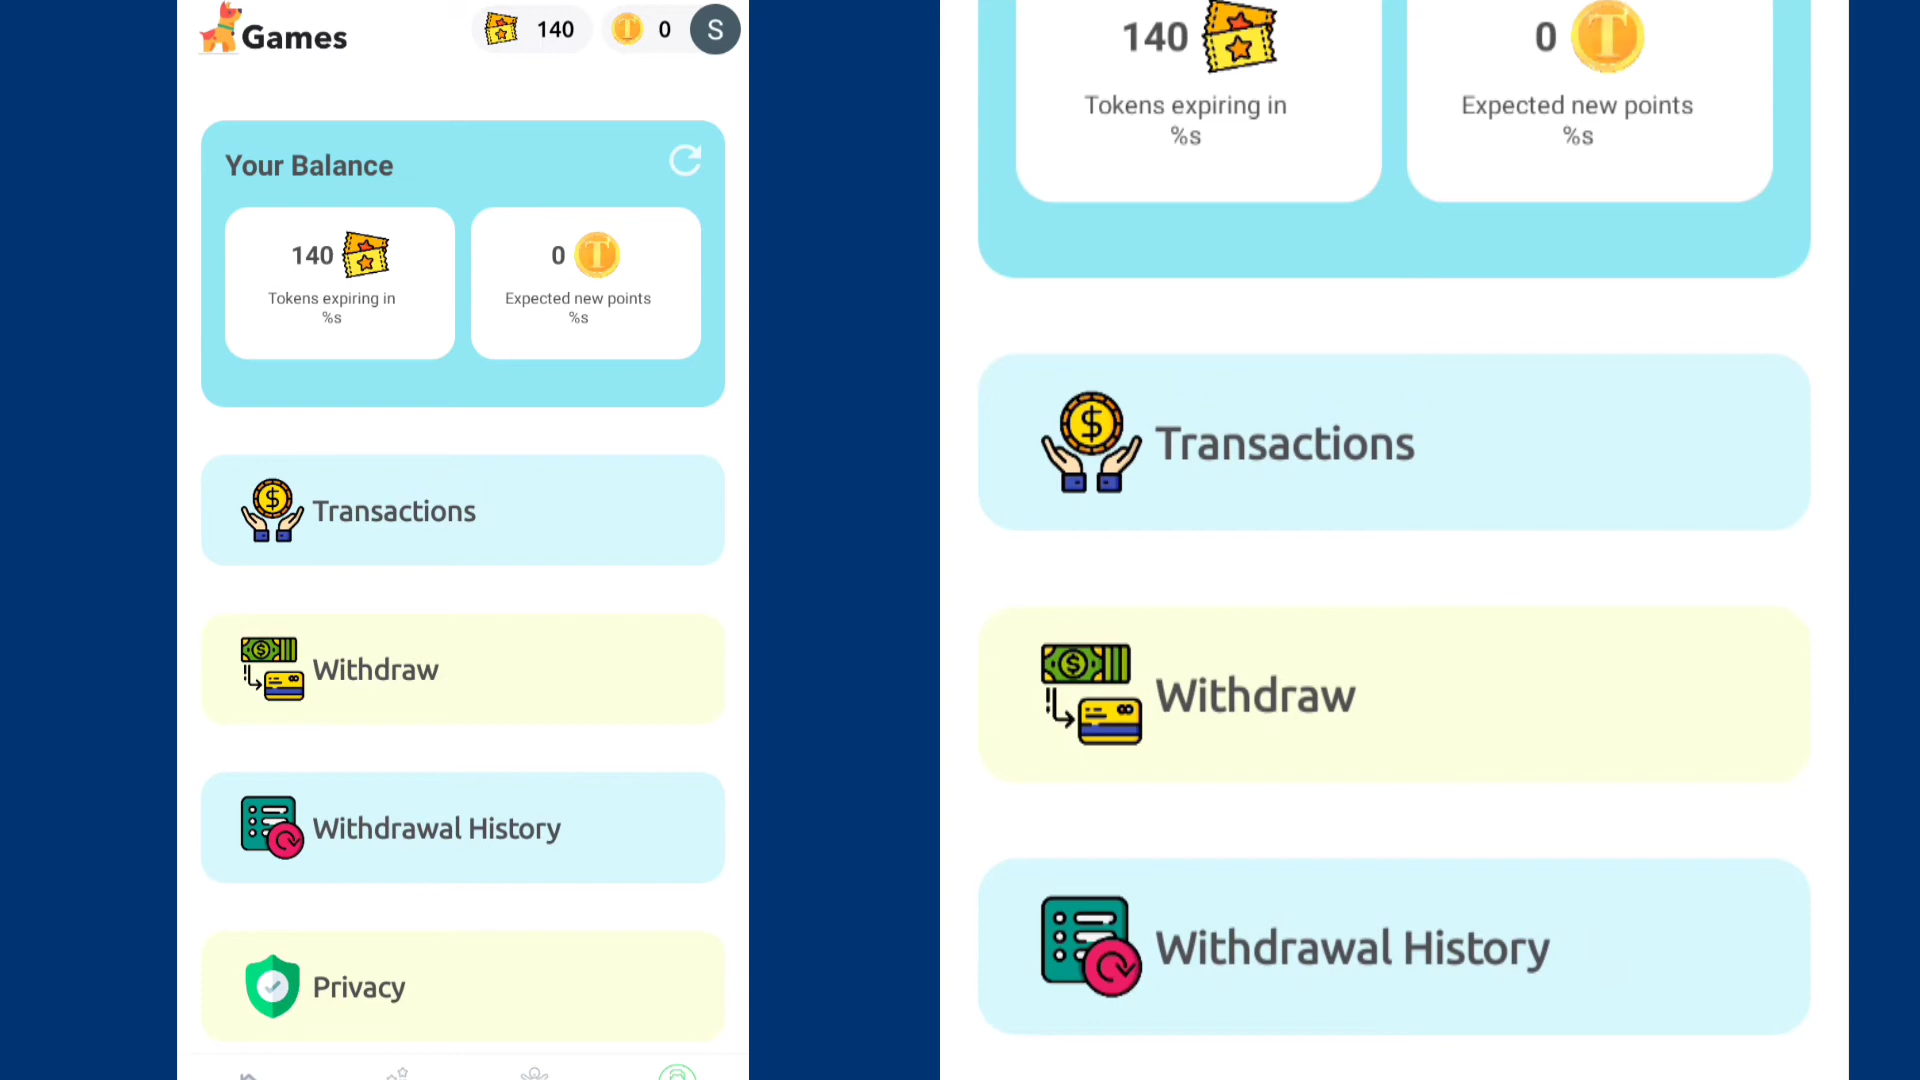 Games
140
0
S
Your Balance
140
0
Tokens expiring in
%s
Expected new points
%s
Transactions
Withdraw
Withdrawal History
Privacy
140
0
Tokens expiring in
%s
Expected new points
%s
Transactions
Withdraw
Withdrawal History